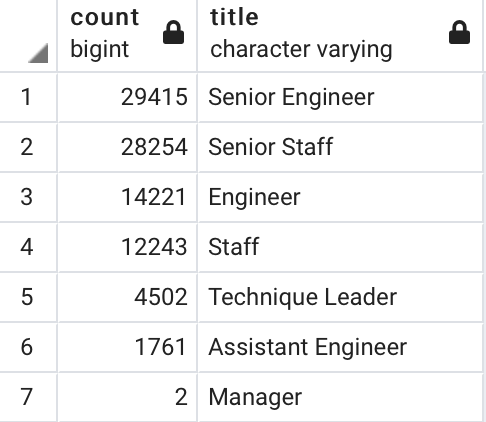 count title
bigint character varying
1 29415 Senior Engineer
2 28254 Senior Staff
3 14221 Engineer
4 12243 Staff
5 4502 Technique Leader
6 1761 Assistant Engineer
7 2 Manager